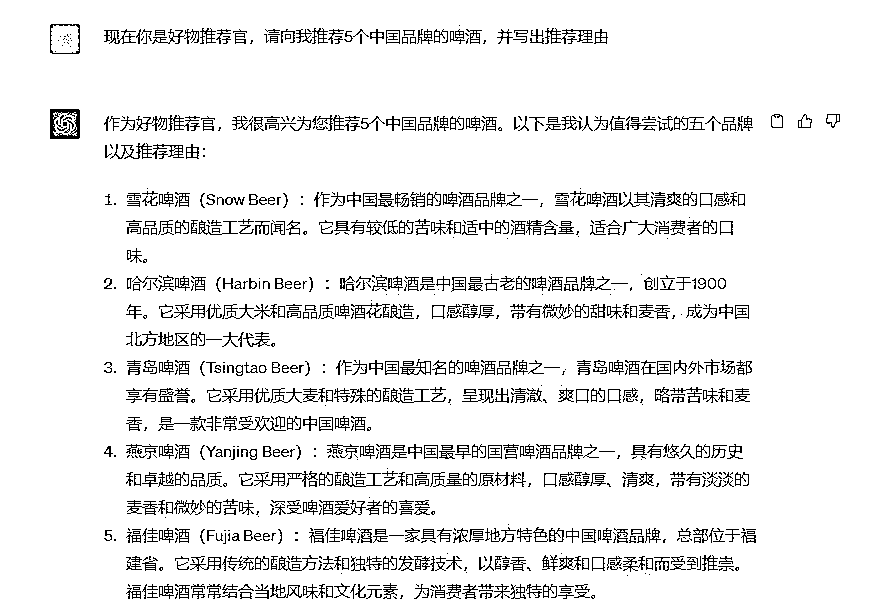 现在你是好物推荐官，请向我推荐5个中国品牌的啤酒，并写出推荐理由
作为好物推荐官，我很高兴为您推荐5个中国品牌的啤酒。以下是我认为值得尝试的五个品牌
以及推荐理由：
1. 雪花啤酒（Snow Beer）：作为中国最畅销的啤酒品牌之一，雪花啤酒以其清爽的口感和
高品质的酿造工艺而闻名。它具有较低的苦味和适中的酒精含量，适合广大消费者的口
味。
2. 哈尔滨啤酒（Harbin Beer）：哈尔滨啤酒是中国最古老的啤酒品牌之一，创立于1900
年。它采用优质大米和高品质啤酒花酿造，口感醇厚，带有微妙的甜味和麦香，成为中国
北方地区的一大代表。
3. 青岛啤酒（Tsingtao Beer）：作为中国最知名的啤酒品牌之一，青岛啤酒在国内外市场都
享有盛誉。它采用优质大麦和特殊的酿造工艺，呈现出清澈、爽口的口感，略带苦味和麦
香，是一款非常受欢迎的中国啤酒。
4. 燕京啤酒（Yanjing Beer）：燕京啤酒是中国最早的国营啤酒品牌之一，具有悠久的历史
和卓越的品质。它采用严格的酿造工艺和高质量的原材料，口感醇厚、清爽，带有淡淡的
麦香和微妙的苦味，深受啤酒爱好者的喜爱。
5. 福佳啤酒（Fujia Beer）：福佳啤酒是一家具有浓厚地方特色的中国啤酒品牌，总部位于福
建省。它采用传统的酿造方法和独特的发酵技术，以醇香、鲜爽和口感柔和而受到推崇。
福佳啤酒常常结合当地风味和文化元素，为消费者带来独特的享受。